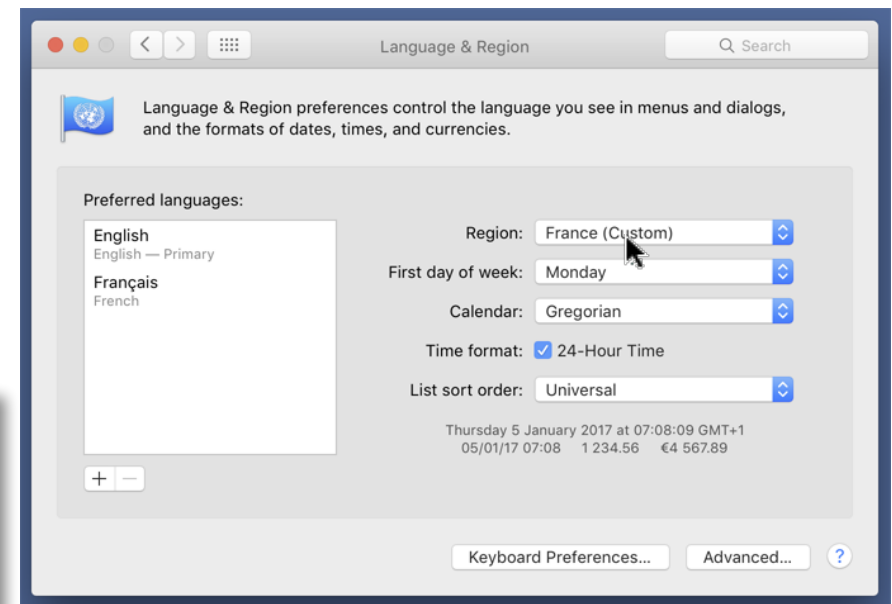 Language & Region
Search
Language & Region preferences control the language you see in menus and dialogs,
and the formats of dates, times, and currencies.
Preferred languages:
English
English — Primary
Français
French
Region: France (Custom)
First day of week: Monday
Calendar: Gregorian
Time format: 24-Hour Time
List sort order: Universal
Thursday 5 January 2017 at 07:08:09 GMT+1
05/01/17 07:08 1 234.56 €4 567.89
+ −
Keyboard Preferences... Advanced... ?